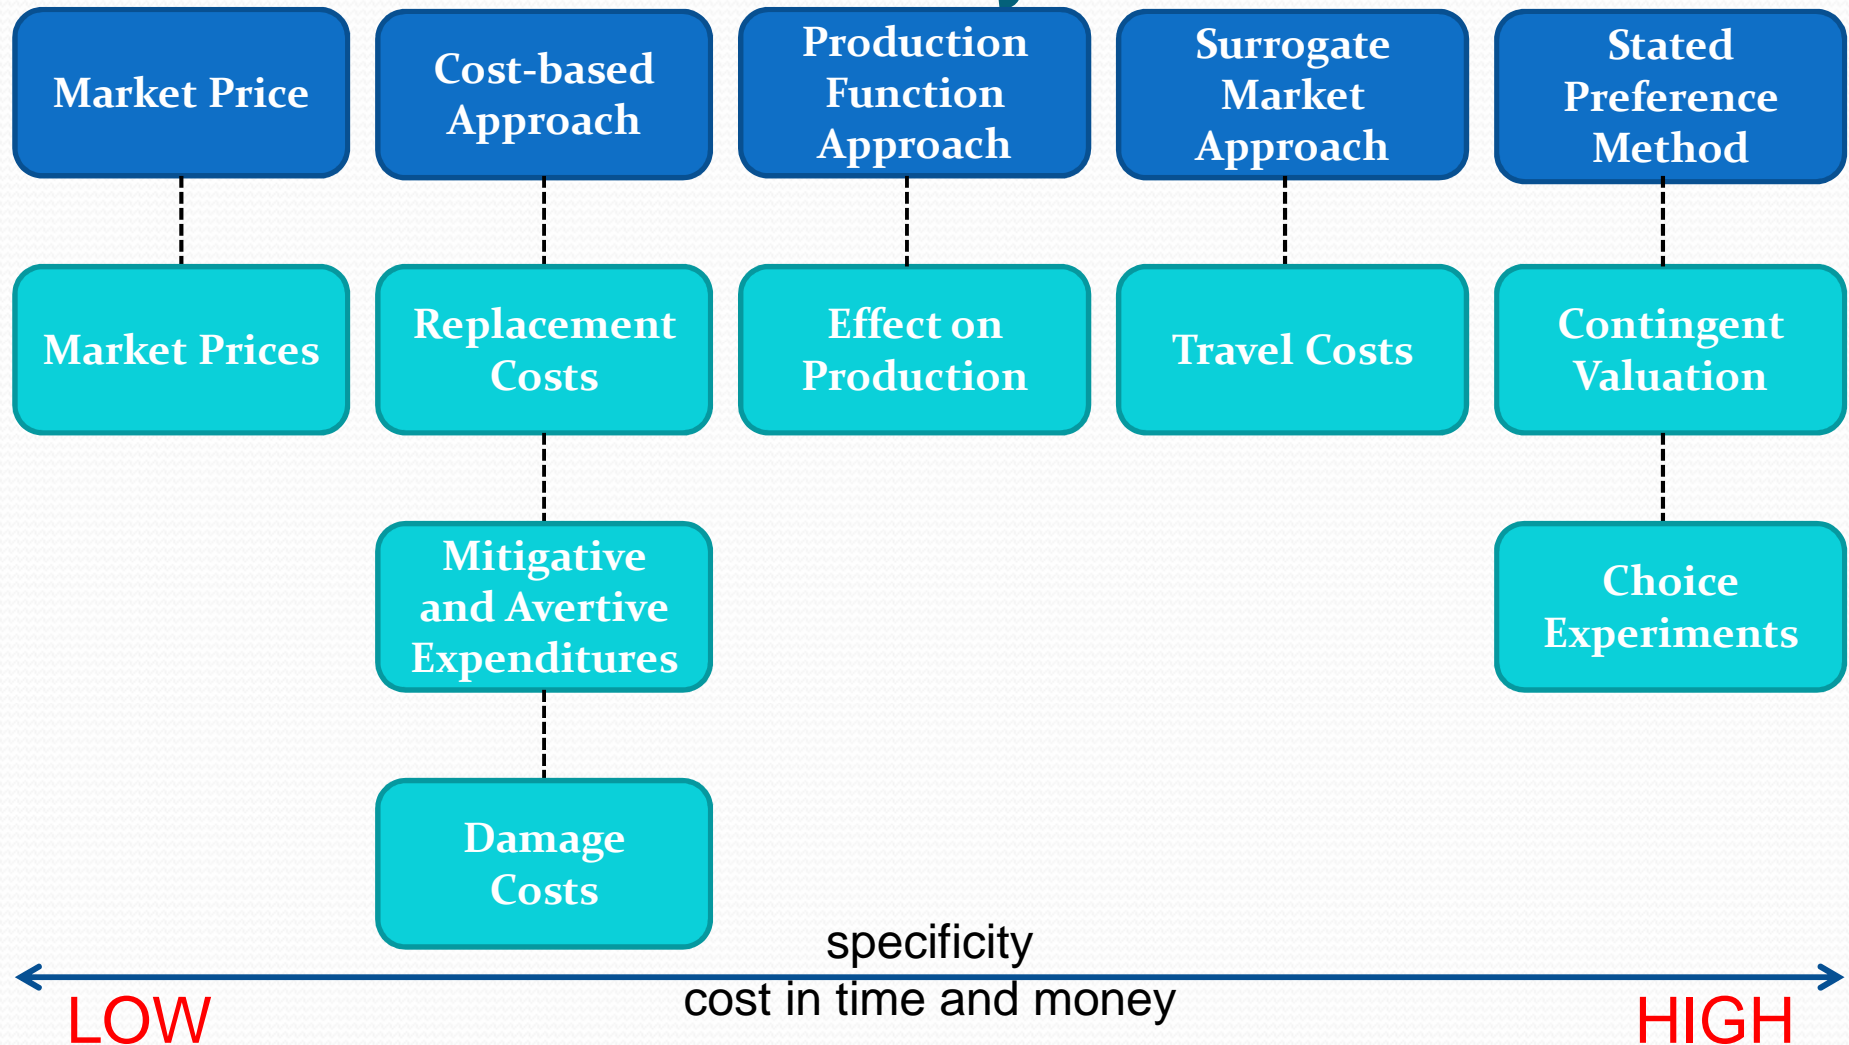 Market Price
Cost-based
Approach
Production
Function
Approach
Surrogate
Market
Approach
Stated
Preference
Method
Market Prices
Replacement
Costs
Effect on
Production
Travel Costs
Contingent
Valuation
Mitigative
and Avertive
Expenditures
Choice
Experiments
Damage
Costs
specificity
cost in time and money
LOW
HIGH